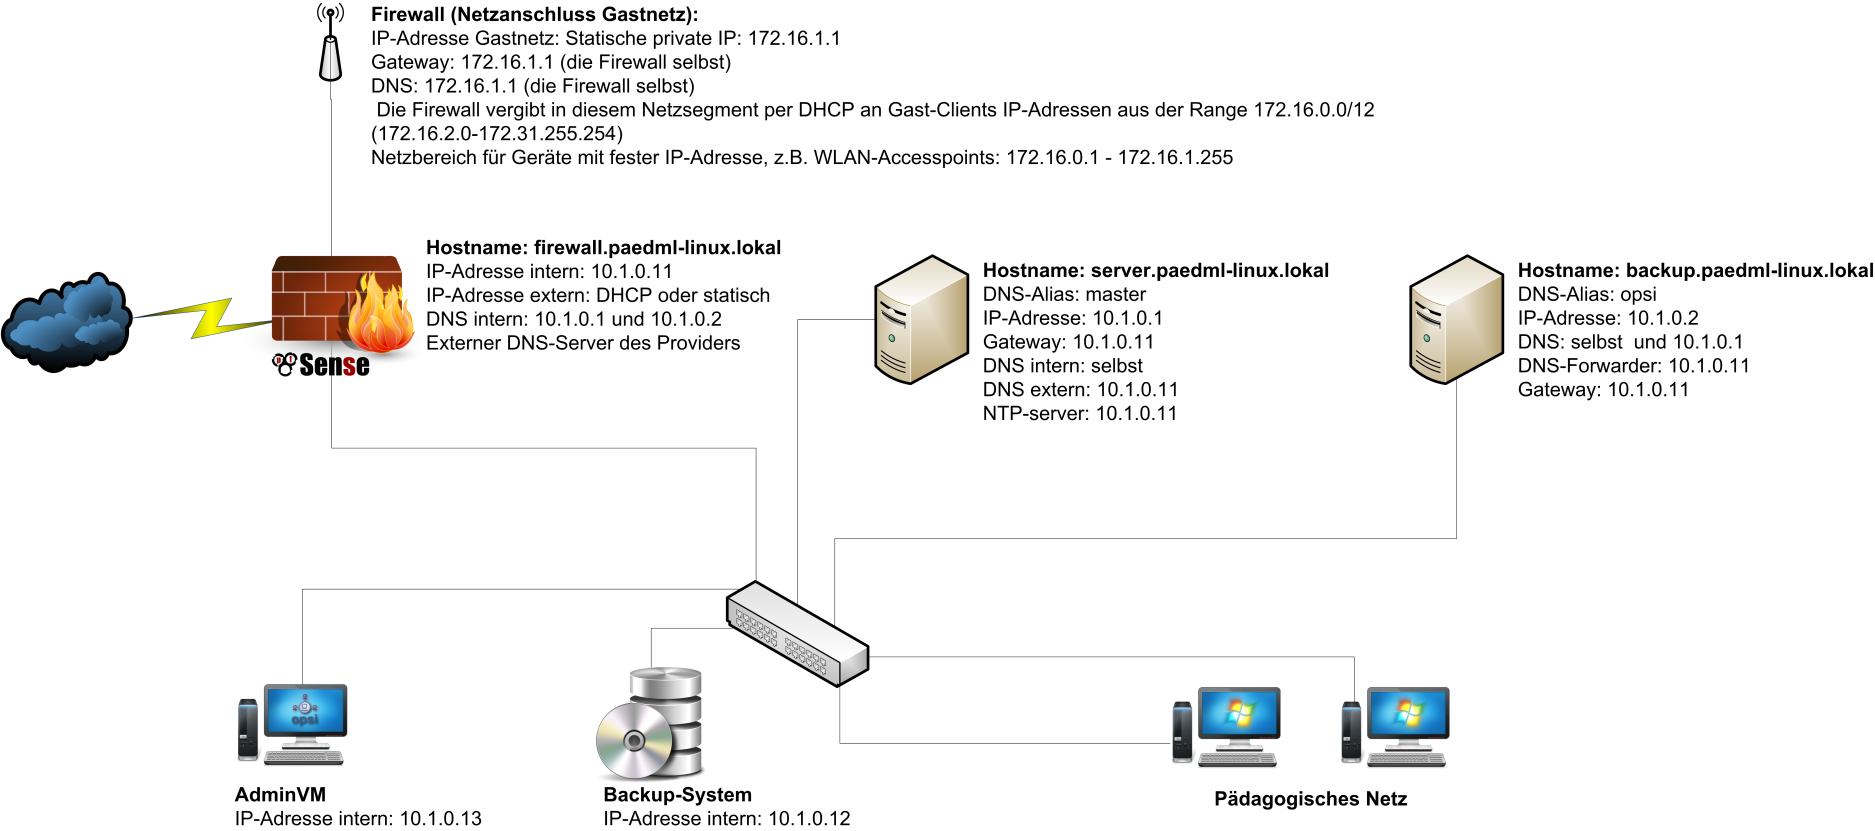 Firewall (Netzanschluss Gastnetz):
IP-Adresse Gastnetz: Statische private IP: 172.16.1.1
Gateway: 172.16.1.1 (die Firewall selbst)
DNS: 172.16.1.1 (die Firewall selbst)
Die Firewall vergibt in diesem Netzsegment per DHCP an Gast-Clients IP-Adressen aus der Range 172.16.0.0/12
(172.16.2.0-172.31.255.254)
Netzbereich für Geräte mit fester IP-Adresse, z.B. WLAN-Accesspoints: 172.16.0.1 - 172.16.1.255
Hostname: firewall.paedml-linux.lokal
IP-Adresse intern: 10.1.0.11
IP-Adresse extern: DHCP oder statisch
DNS intern: 10.1.0.1 und 10.1.0.2
Externer DNS-Server des Providers
Sense
Hostname: server.paedml-linux.lokal
DNS-Alias: master
IP-Adresse: 10.1.0.1
Gateway: 10.1.0.11
DNS intern: selbst
DNS extern: 10.1.0.11
NTP-server: 10.1.0.11
Hostname: backup.paedml-linux.lokal
DNS-Alias: opsi
IP-Adresse: 10.1.0.2
DNS: selbst  und 10.1.0.1
DNS-Forwarder: 10.1.0.11
Gateway: 10.1.0.11
opsi
AdminVM
IP-Adresse intern: 10.1.0.13
Backup-System
IP-Adresse intern: 10.1.0.12
Pädagogisches Netz